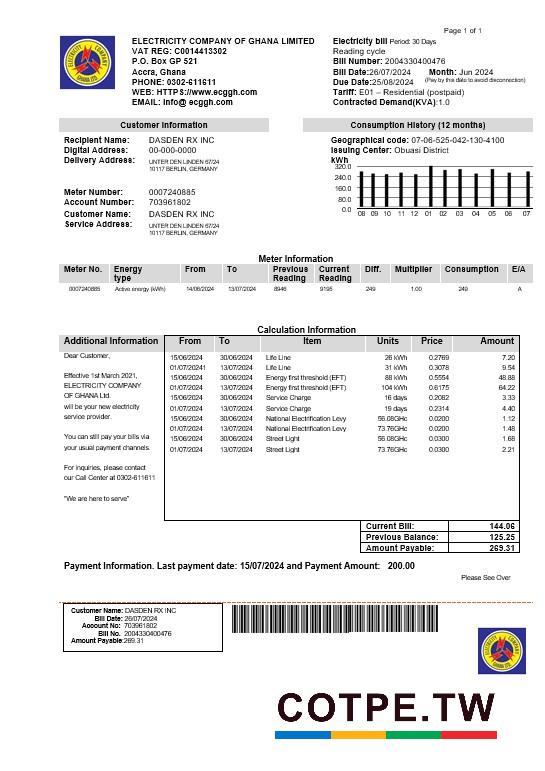 Page 1 of 1
ELECTRICITY COMPANY OF GHANA LIMITED
VAT REG: C0014413302
P.O. Box GP 521
Accra, Ghana
PHONE: 0302-611611
WEB: HTTPS://www.ecggh.com
EMAIL: info@ ecggh.com
Electricity bill Period: 30 Days
Reading cycle
Bill Number: 2004330400476
Bill Date:26/07/2024 Month: Jun 2024
Due Date:25/08/2024 (Pay by this date to avoid disconnection)
Tariff: E01 – Residential (postpaid)
Contracted Demand(KVA):1.0
Customer Information
Recipient Name: DASDEN RX INC
Digital Address: 00-000-0000
Delivery Address: UNTER DEN LINDEN 67/24
10117 BERLIN, GERMANY
Meter Number: 0007240885
Account Number: 703961802
Customer Name: DASDEN RX INC
Service Address: UNTER DEN LINDEN 67/24
10117 BERLIN, GERMANY
Consumption History (12 months)
Geographical code: 07-06-525-042-130-4100
Issuing Center: Obuasi District
kWh
320.0
240.0
160.0
80.0
0.0
08 09 10 11 12 01 02 03 04 05 06 07
Meter Information
Meter No. Energy type From To Previous Reading Current Reading Diff. Multiplier Consumption E/A
0007240885 Active energy (kWh) 14/06/2024 13/07/2024 8946 9195 249 1.00 249 A
Calculation Information
Additional Information
Dear Customer,
Effective 1st March 2021,
ELECTRICITY COMPANY
OF GHANA Ltd.
will be your new electricity
service provider.
You can still pay your bills via
your usual payment channels.
For inquiries, please contact
our Call Center at 0302-611611
"We are here to serve"
From To Item Units Price Amount
15/06/2024 30/06/2024 Life Line 26 kWh 0.2769 7.20
01/07/20241 13/07/2024 Life Line 31 kWh 0.3078 9.54
15/06/2024 30/06/2024 Energy first threshold (EFT) 88 kWh 0.5554 48.88
01/07/2024 13/07/2024 Energy first threshold (EFT) 104 kWh 0.6175 64.22
15/06/2024 30/06/2024 Service Charge 16 days 0.2082 3.33
01/07/2024 13/07/2024 Service Charge 19 days 0.2314 4.40
15/06/2024 30/06/2024 National Electrification Levy 56.08GHc 0.0200 1.12
01/07/2024 13/07/2024 National Electrification Levy 73.76GHc 0.0200 1.48
15/06/2024 30/06/2024 Street Light 56.08GHc 0.0300 1.68
01/07/2024 13/07/2024 Street Light 73.76GHc 0.0300 2.21
Current Bill: 144.06
Previous Balance: 125.25
Amount Payable: 269.31
Payment Information. Last payment date: 15/07/2024 and Payment Amount: 200.00
Please See Over
Customer Name: DASDEN RX INC
Bill Date: 26/07/2024
Account No: 703961802
Bill No. 2004330400476
Amount Payable:269.31
COTPE.TW